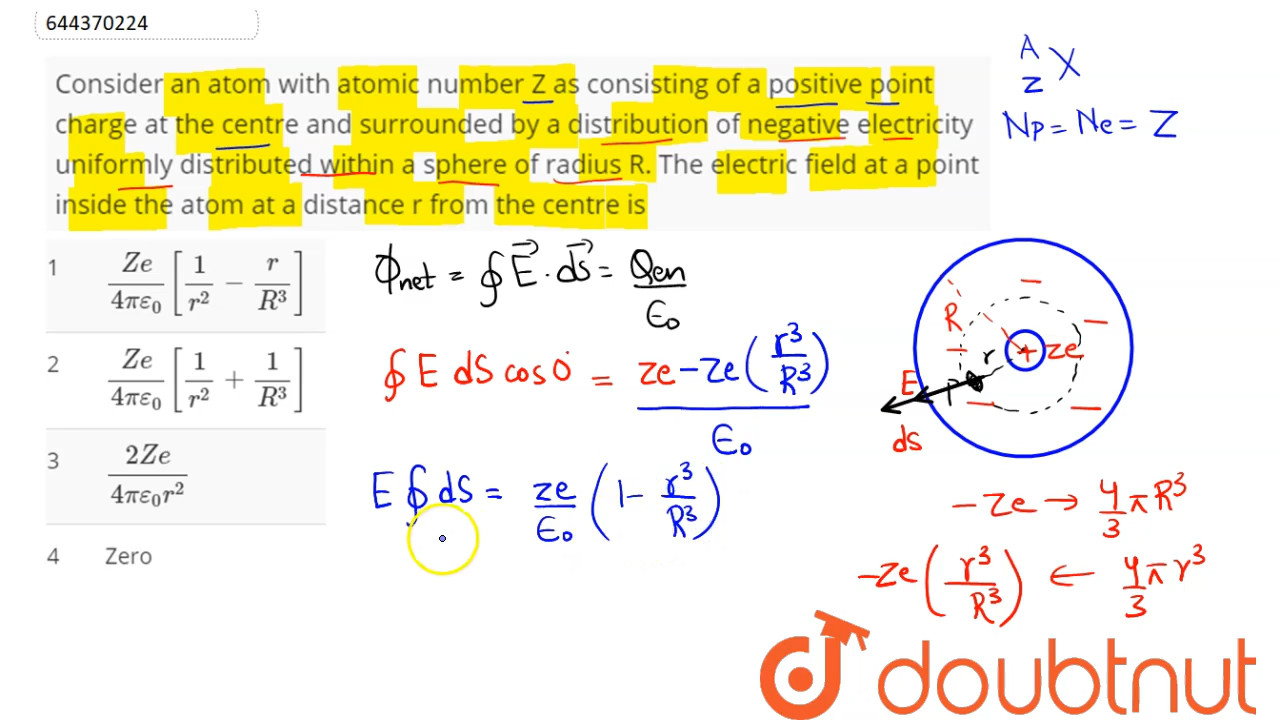 644370224
Consider an atom with atomic number Z as consisting of a positive point
charge at the centre and surrounded by a distribution of negative electricity
uniformly distributed within a sphere of radius R. The electric field at a point
inside the atom at a distance r from the centre is
A
Z X
Np = Ne = Z
1 Ze/4πε₀ [1/r² − r/R³]
2 Ze/4πε₀ [1/r² + 1/R³]
3 2Ze/4πε₀r²
4 Zero
ϕnet = ∮ E⃗ · ds⃗ = Qen/ϵ₀
∮ E ds cos0° = ze − ze (r³/R³) / ϵ₀
E ∮ ds = ze/ϵ₀ (1 − r³/R³)
R
r
+ ze
E
P
ds
− ze → 4/3 π R³
− ze (r³/R³) ← 4/3 π r³
doubtnut